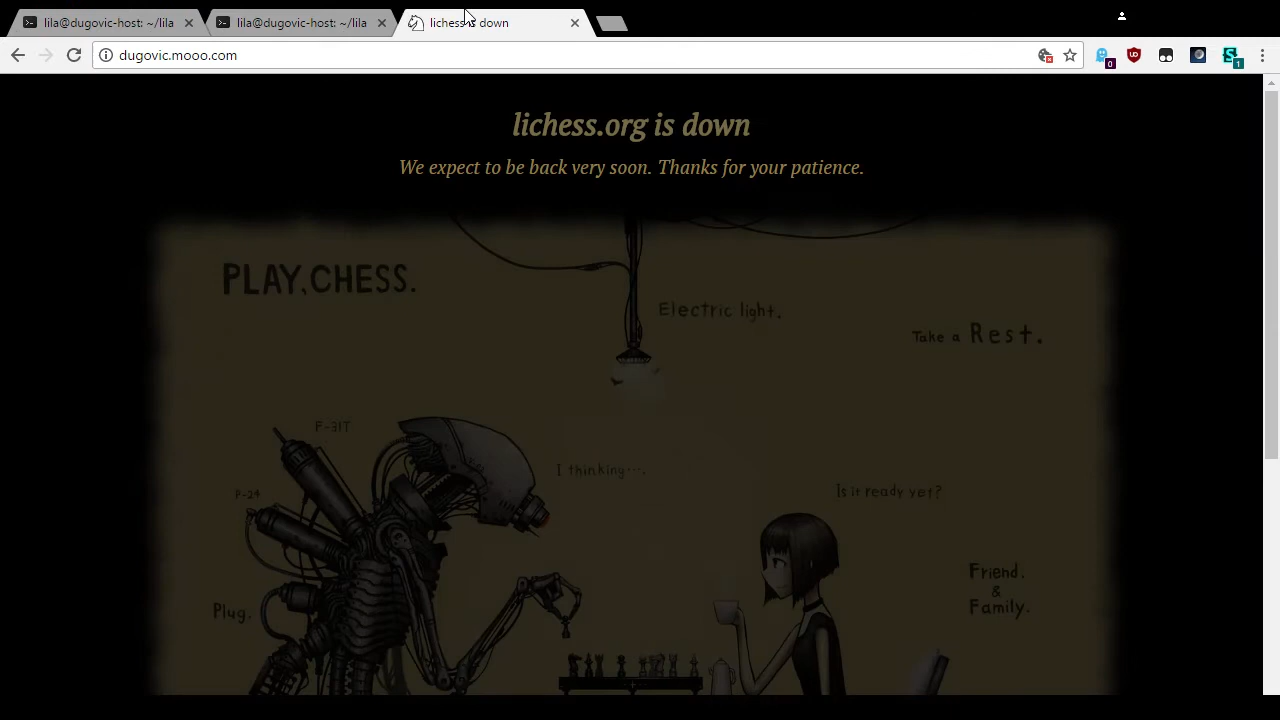 lila@dugovic-host: ~/lila
lila@dugovic-host: ~/lila
lichess is down
dugovic.mooo.com
0
1
lichess.org is down
We expect to be back very soon. Thanks for your patience.
PLAY,CHESS.
Electric light.
Take a Rest.
F-31T
I thinking….
P-24
Is it ready yet?
Friend.
&
Family.
Plug.